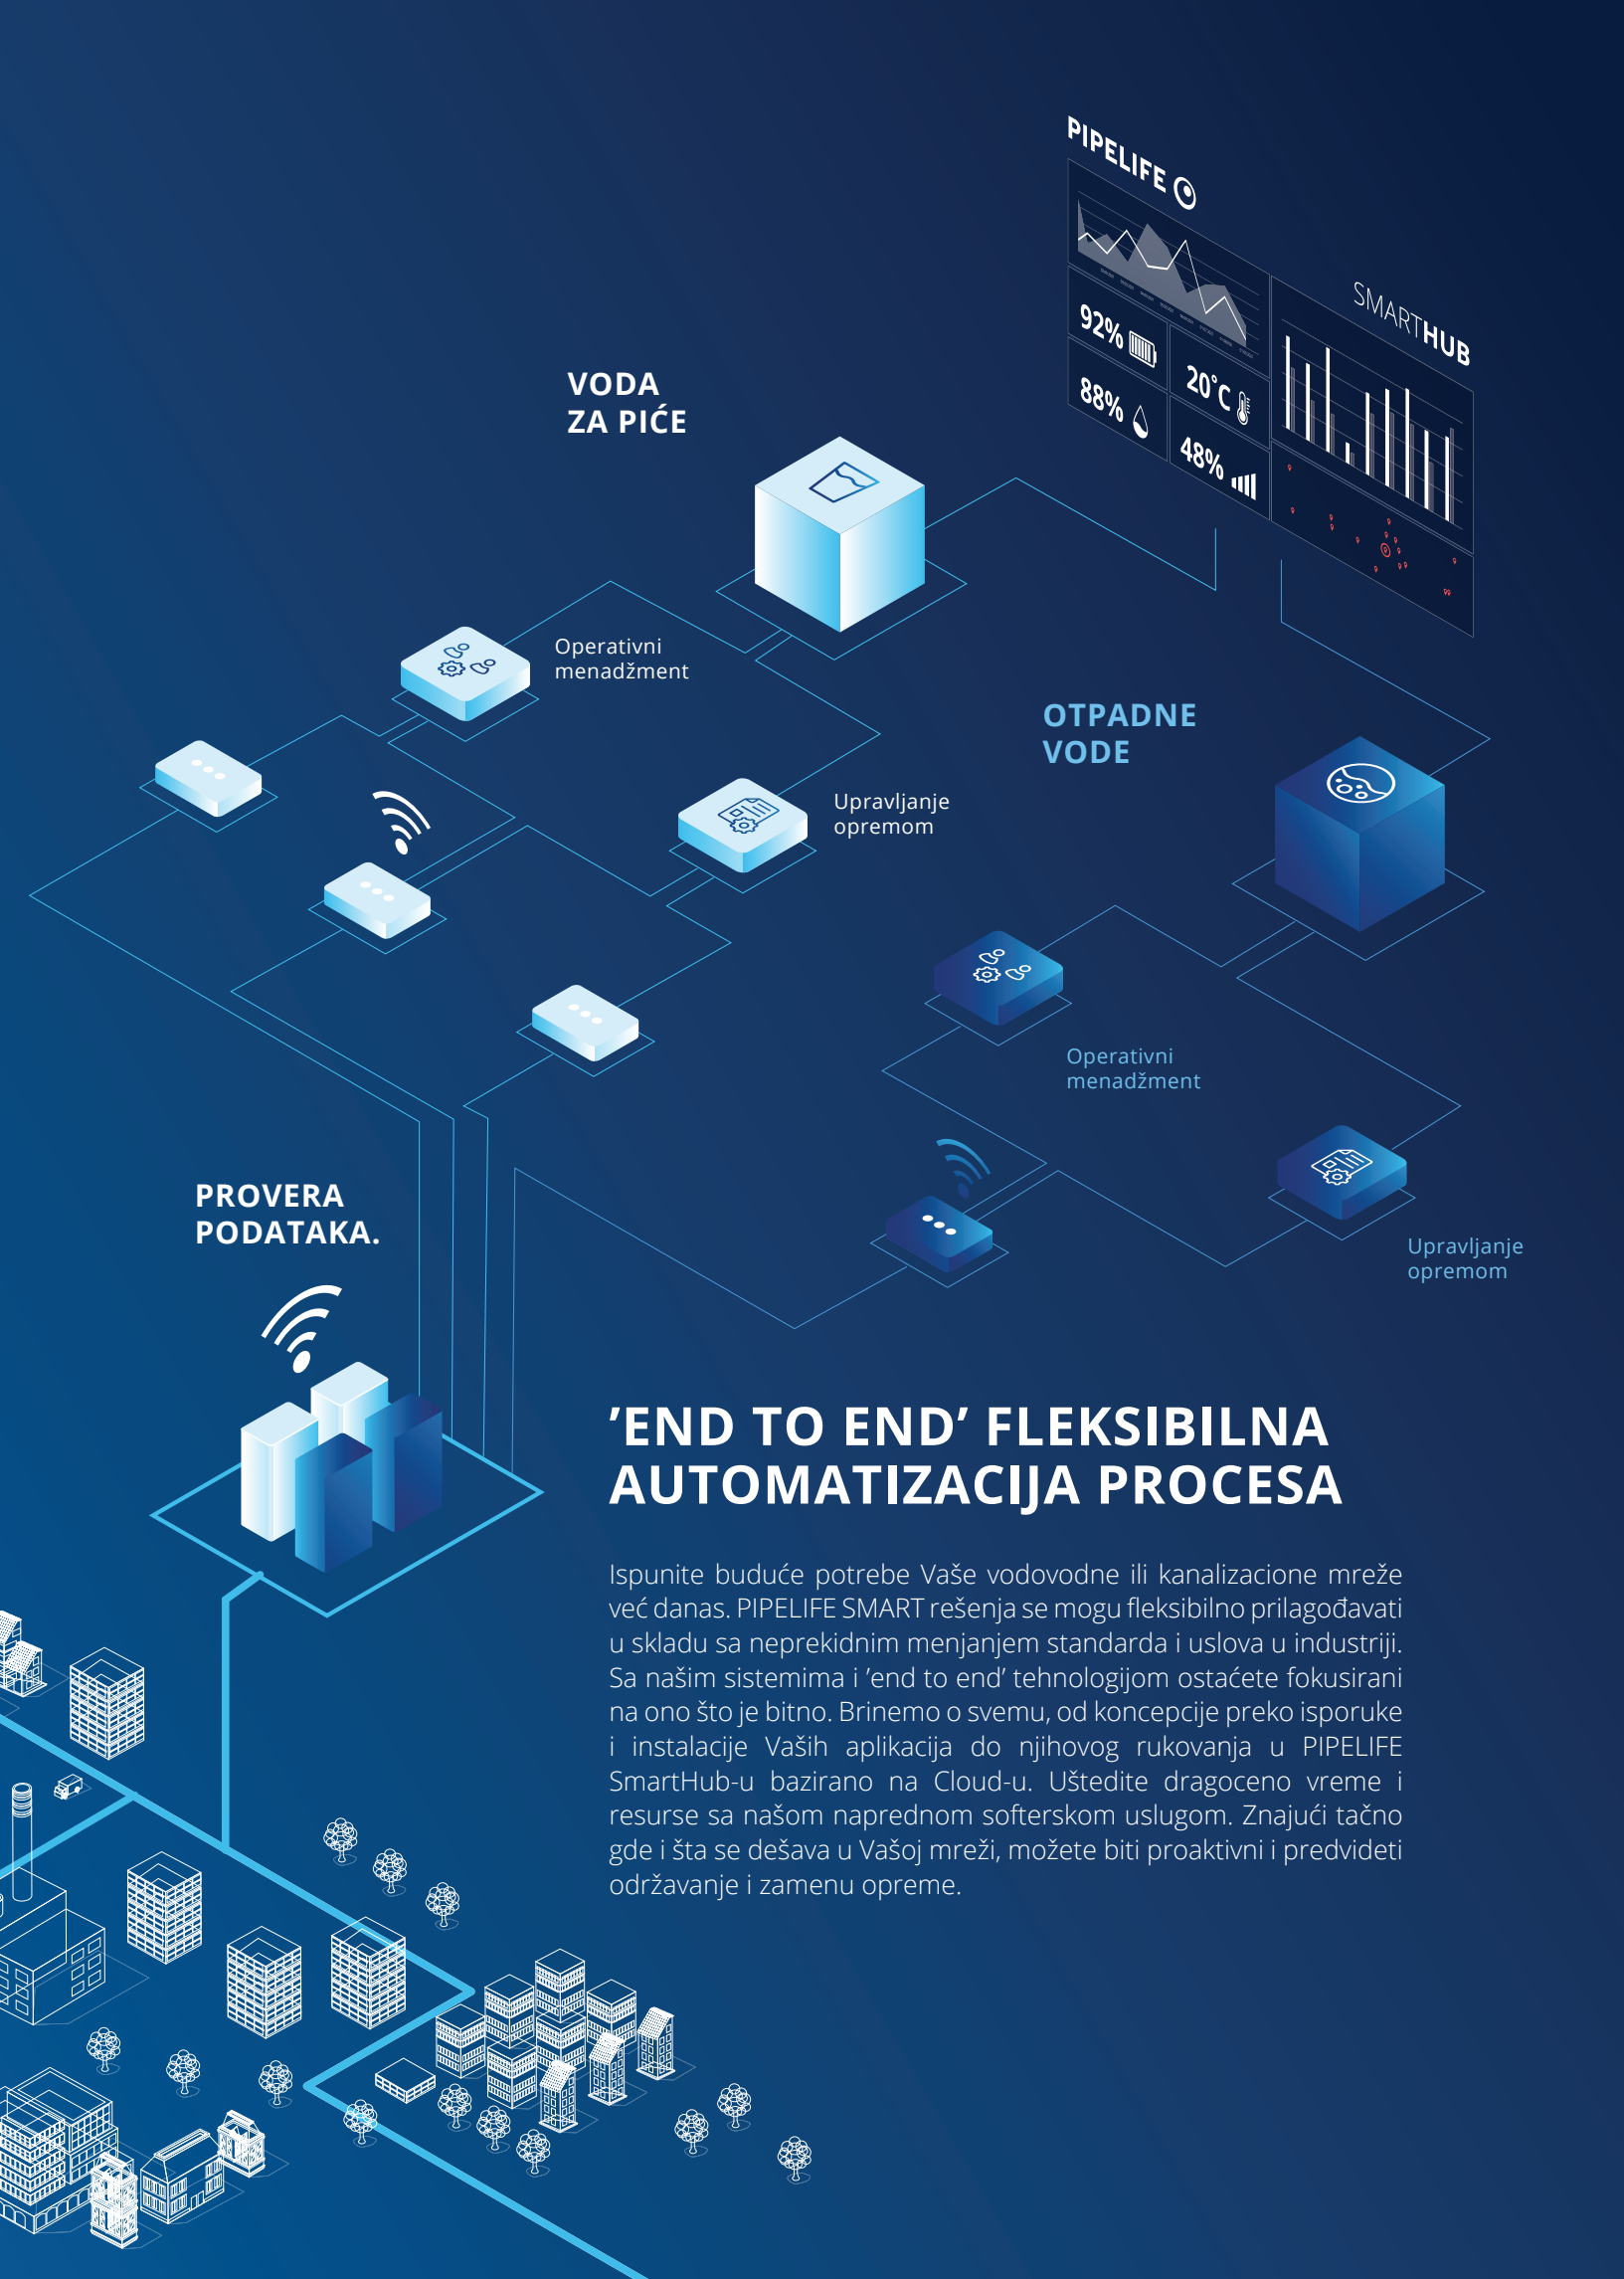 PIPELIFE
SMARTHUB
92%
20°C
88%
48%
VODA
ZA PIĆE
Operativni
menadžment
OTPADNE
VODE
Upravljanje
opremom
Operativni
menadžment
PROVERA
PODATAKA.
Upravljanje
opremom
’END TO END’ FLEKSIBILNA
AUTOMATIZACIJA PROCESA
Ispunite buduće potrebe Vaše vodovodne ili kanalizacione mreže
već danas. PIPELIFE SMART rešenja se mogu fleksibilno prilagođavati
u skladu sa neprekidnim menjanjem standarda i uslova u industriji.
Sa našim sistemima i ’end to end’ tehnologijom ostaćete fokusirani
na ono što je bitno. Brinemo o svemu, od koncepcije preko isporuke
i instalacije Vaših aplikacija do njihovog rukovanja u PIPELIFE
SmartHub-u bazirano na Cloud-u. Uštedite dragoceno vreme i
resurse sa našom naprednom softerskom uslugom. Znajući tačno
gde i šta se dešava u Vašoj mreži, možete biti proaktivni i predvideti
održavanje i zamenu opreme.